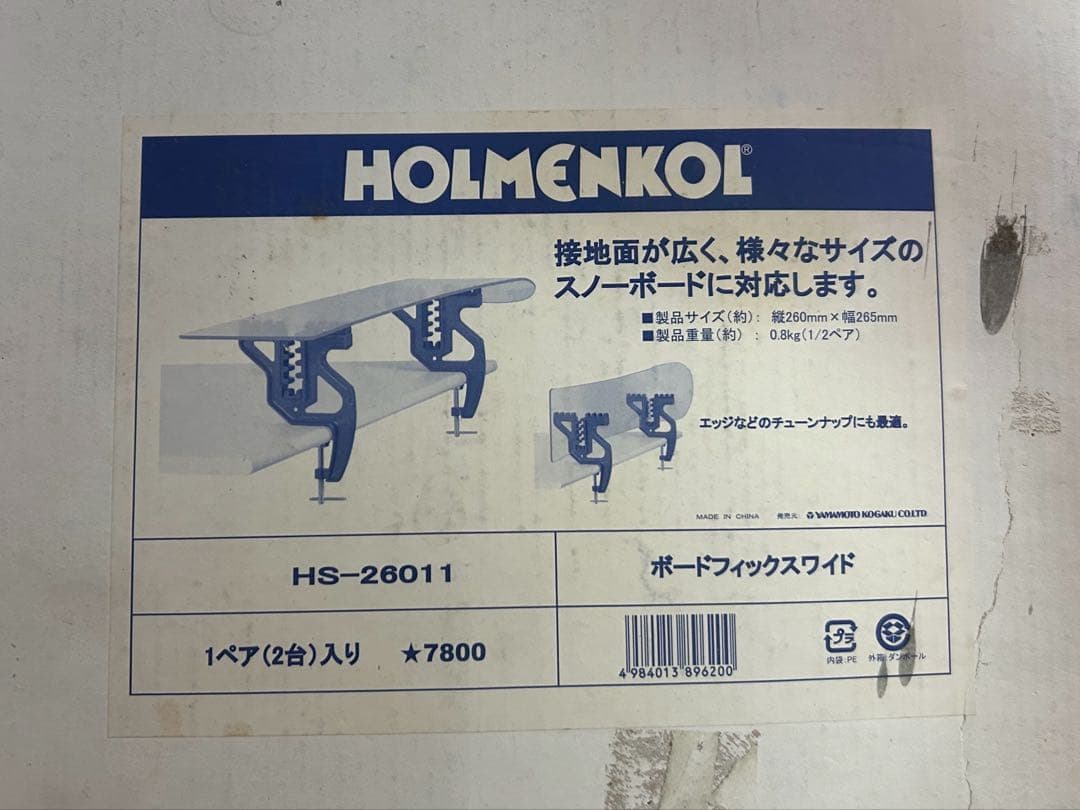 HOLMENKOL®
接地面が広く、様々なサイズの
スノーボードに対応します。
■製品サイズ(約): 縦260mm×幅265mm
■製品重量(約) : 0.8kg(1/2ペア)
エッジなどのチューンナップにも最適。
MADE IN CHINA 発売元: YAMAMOTO KOGAKU CO.LTD
HS-26011
ボードフィックスワイド
1ペア(2台)入り ★7800
4 984013 896200
プラ
内袋:PE 外箱:ダンボール